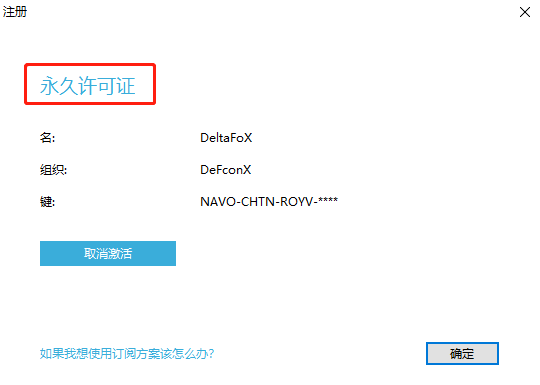 注册
永久许可证
名: DeltaFoX
组织: DeFconX
键: NAVO-CHTN-ROYV-****
取消激活
如果我想使用订阅方案该怎么办?
确定